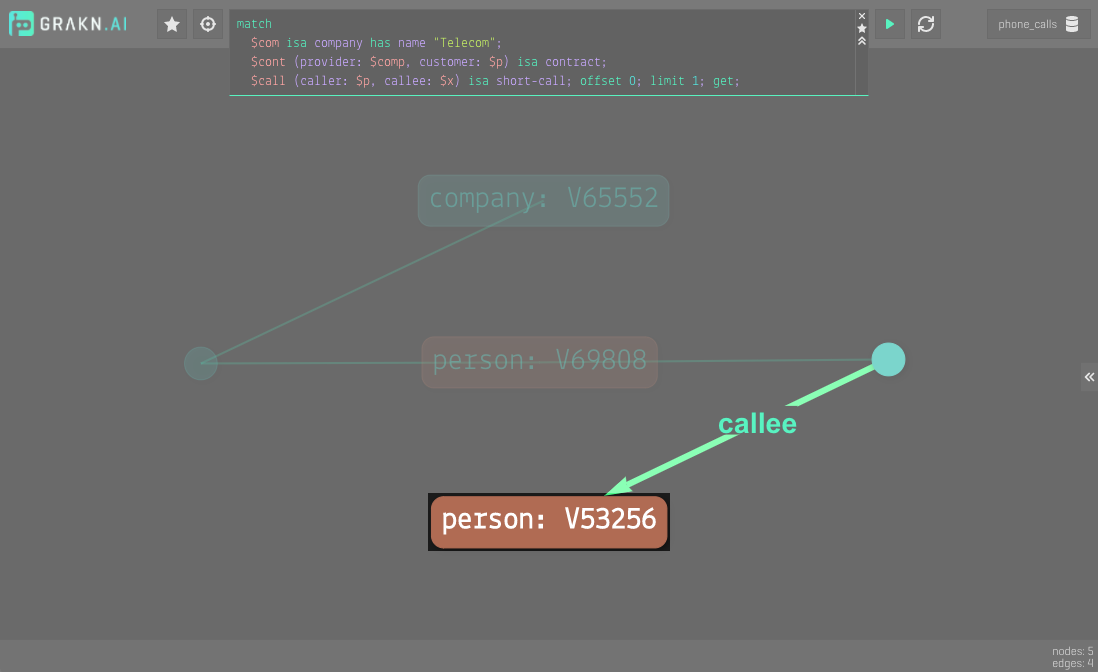 GRAKN.AI
match
$com isa company has name "Telecom";
$cont (provider: $comp, customer: $p) isa contract;
$call (caller: $p, callee: $x) isa short-call; offset 0; limit 1; get;
phone_calls
company: V65552
person: V69808
callee
person: V53256
nodes: 5
edges: 4